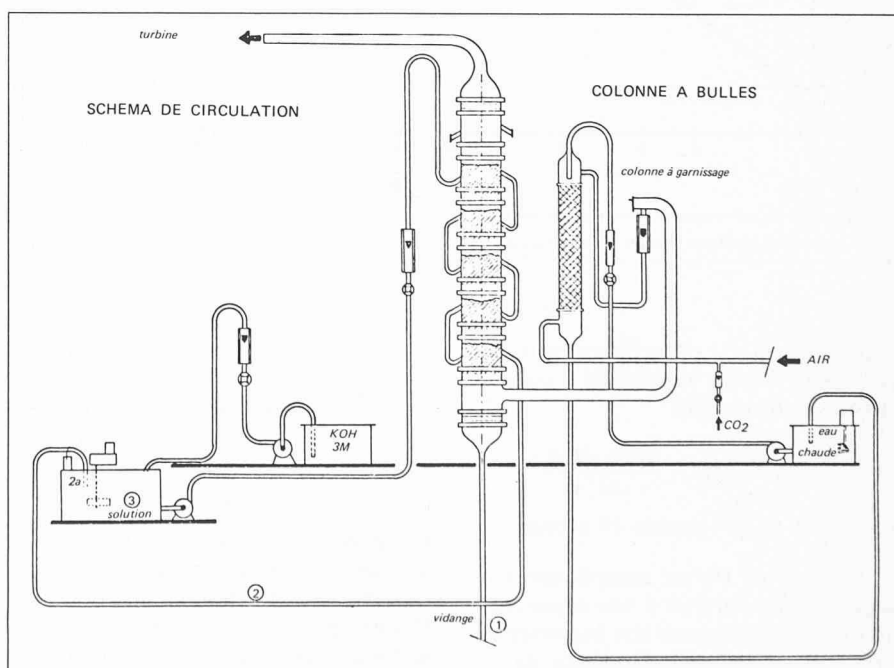 turbine
SCHEMA DE CIRCULATION
COLONNE A BULLES
colonne à garnissage
AIR
CO2
KOH
3M
eau
chaude
2a
3
solution
2
vidange
1